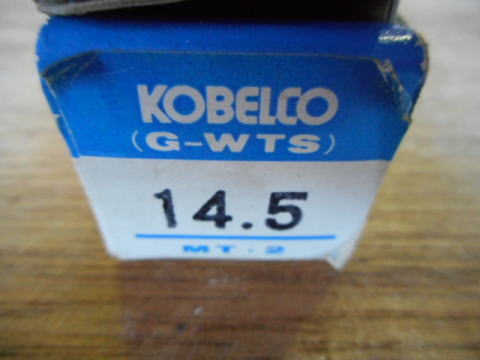 KOBELCO
(G-WTS)
14.5
MT・2